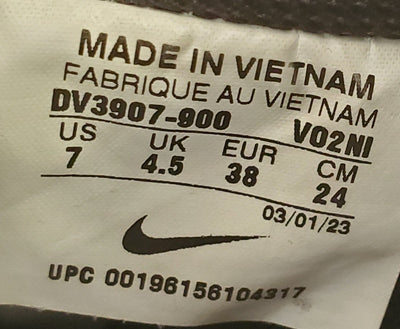 MADE IN VIETNAM
FABRIQUE AU VIETNAM
DV3907-900 VO2NI
US UK EUR CM
7 4.5 38 24
03/01/23
UPC 00196156104317